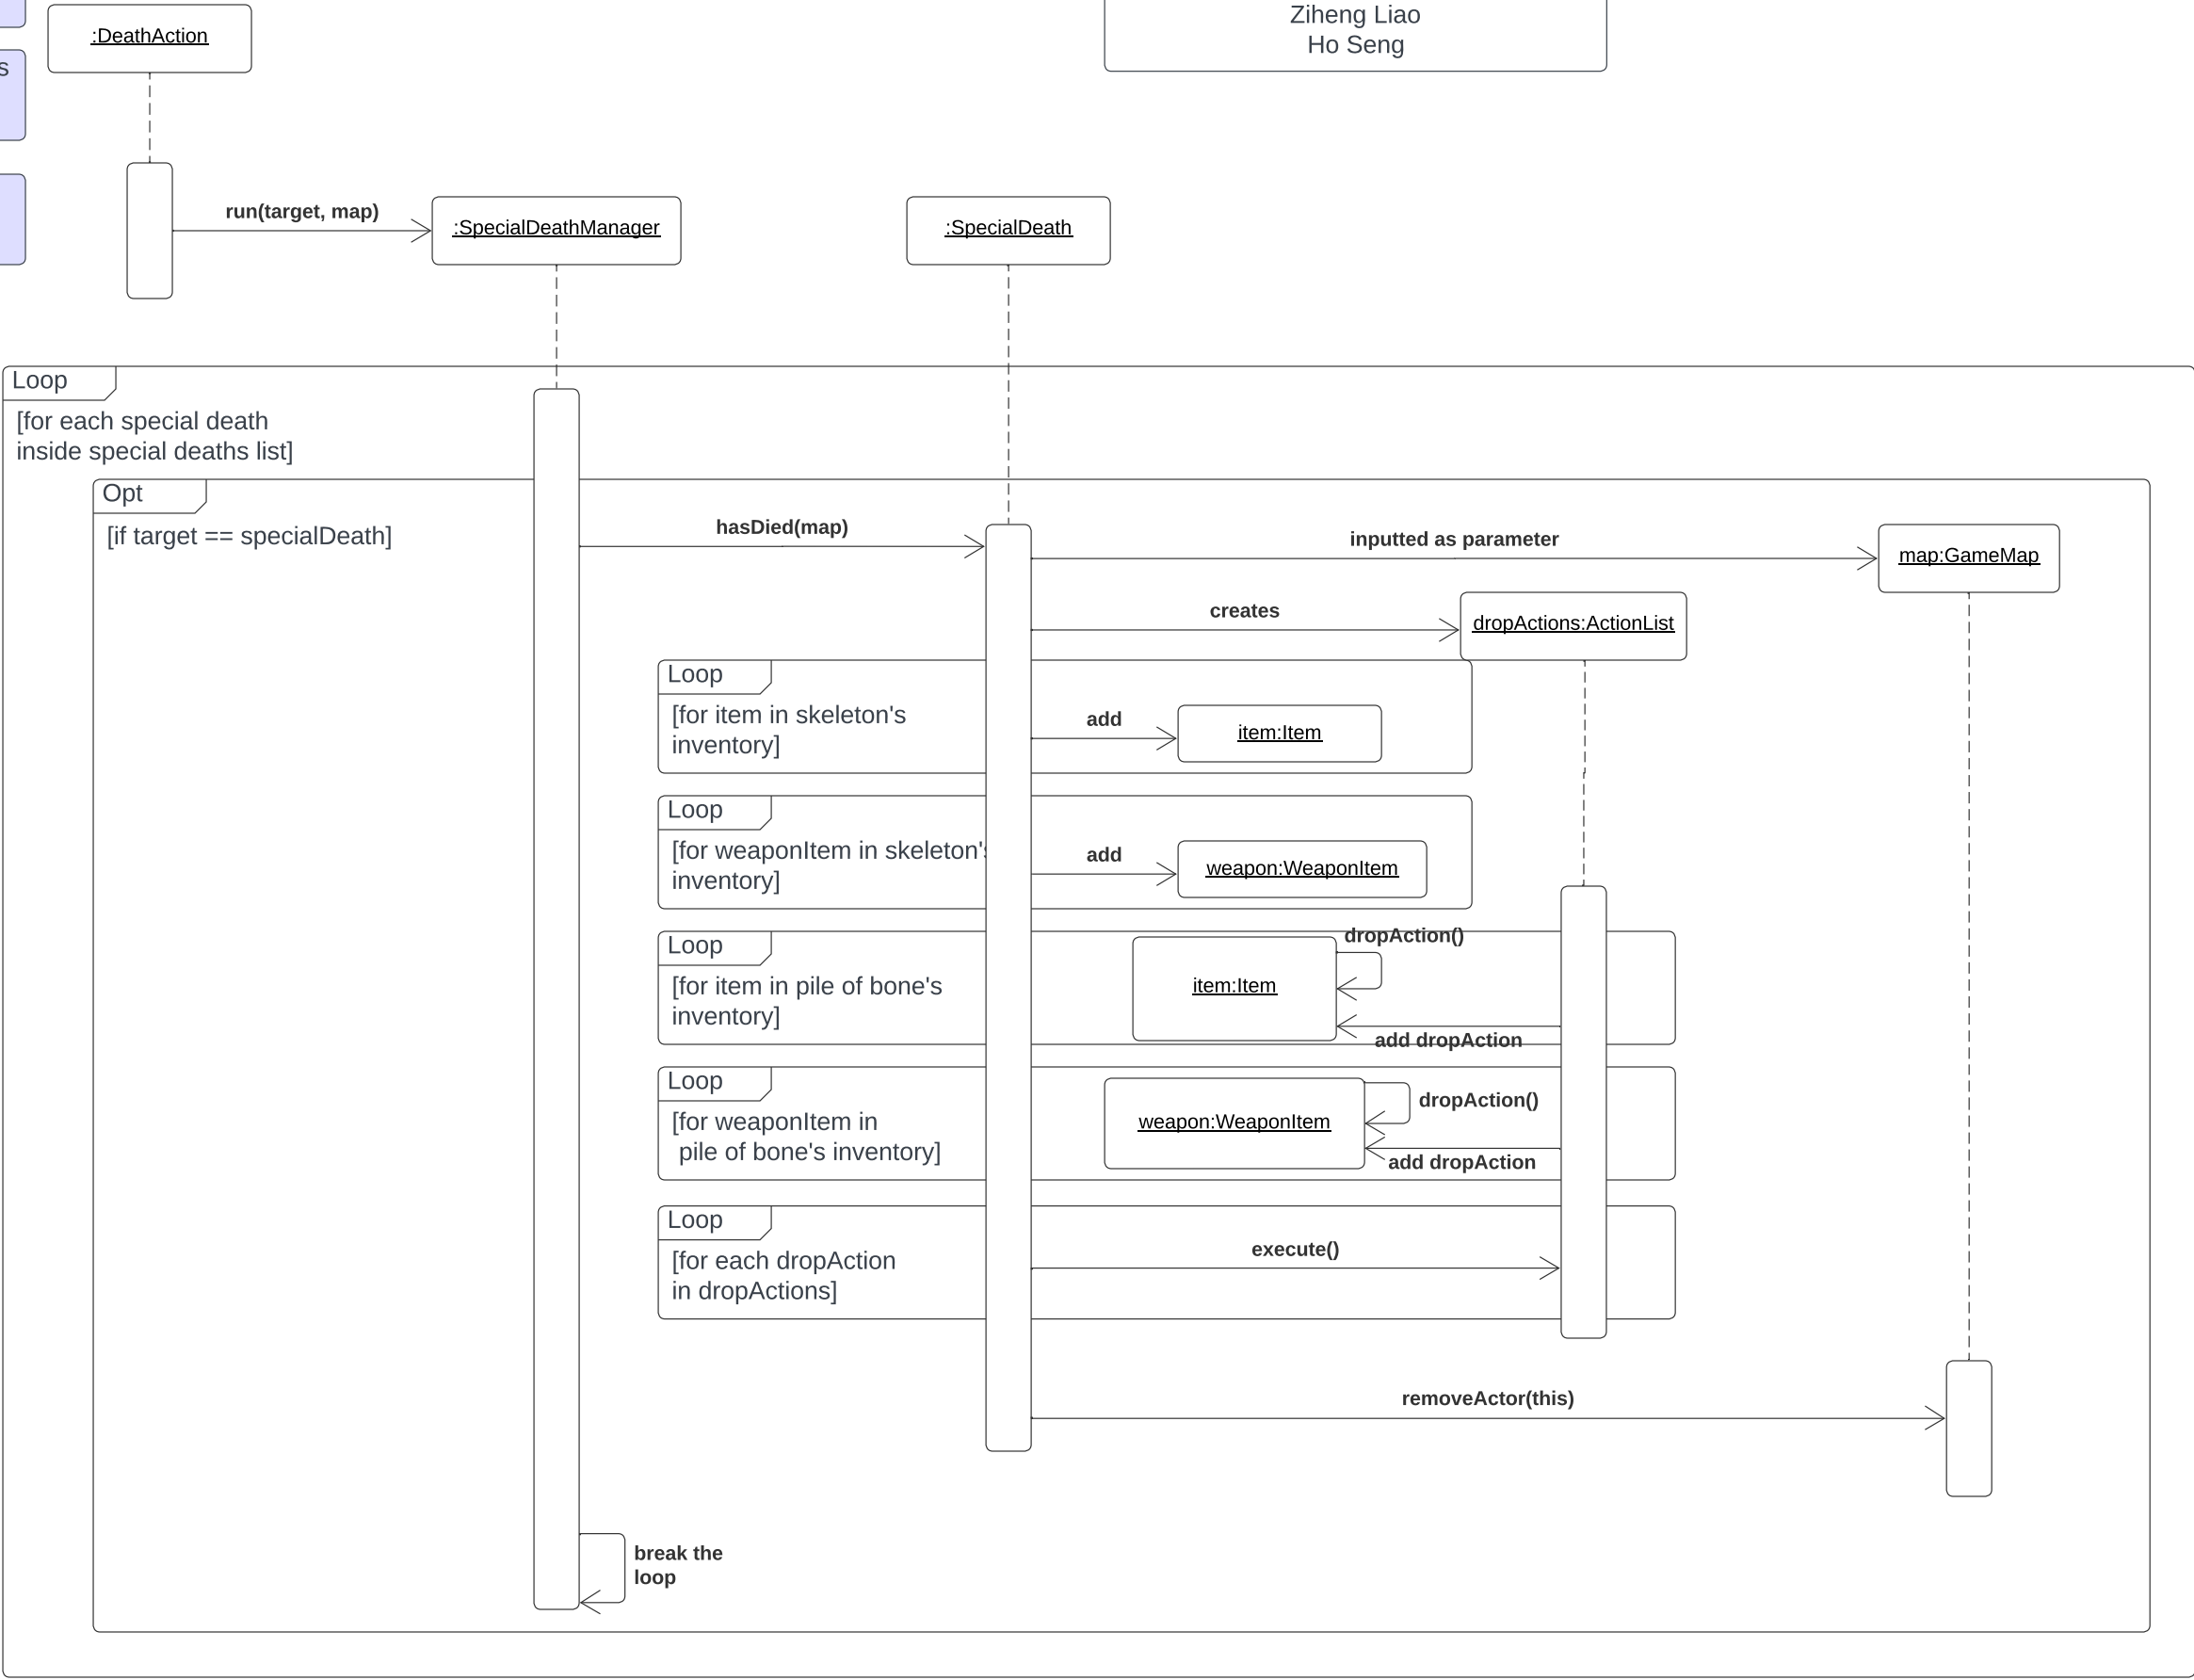 Ziheng Liao
Ho Seng
s
:DeathAction
run(target, map)
:SpecialDeathManager
:SpecialDeath
Loop
[for each special death
inside special deaths list]
Opt
[if target == specialDeath]
hasDied(map)
inputted as parameter
map:GameMap
creates
dropActions:ActionList
Loop
[for item in skeleton's
inventory]
add
item:Item
Loop
[for weaponItem in skeleton's
inventory]
add
weapon:WeaponItem
Loop
[for item in pile of bone's
inventory]
dropAction()
item:Item
add dropAction
Loop
[for weaponItem in
pile of bone's inventory]
dropAction()
weapon:WeaponItem
add dropAction
Loop
[for each dropAction
in dropActions]
execute()
removeActor(this)
break the
loop